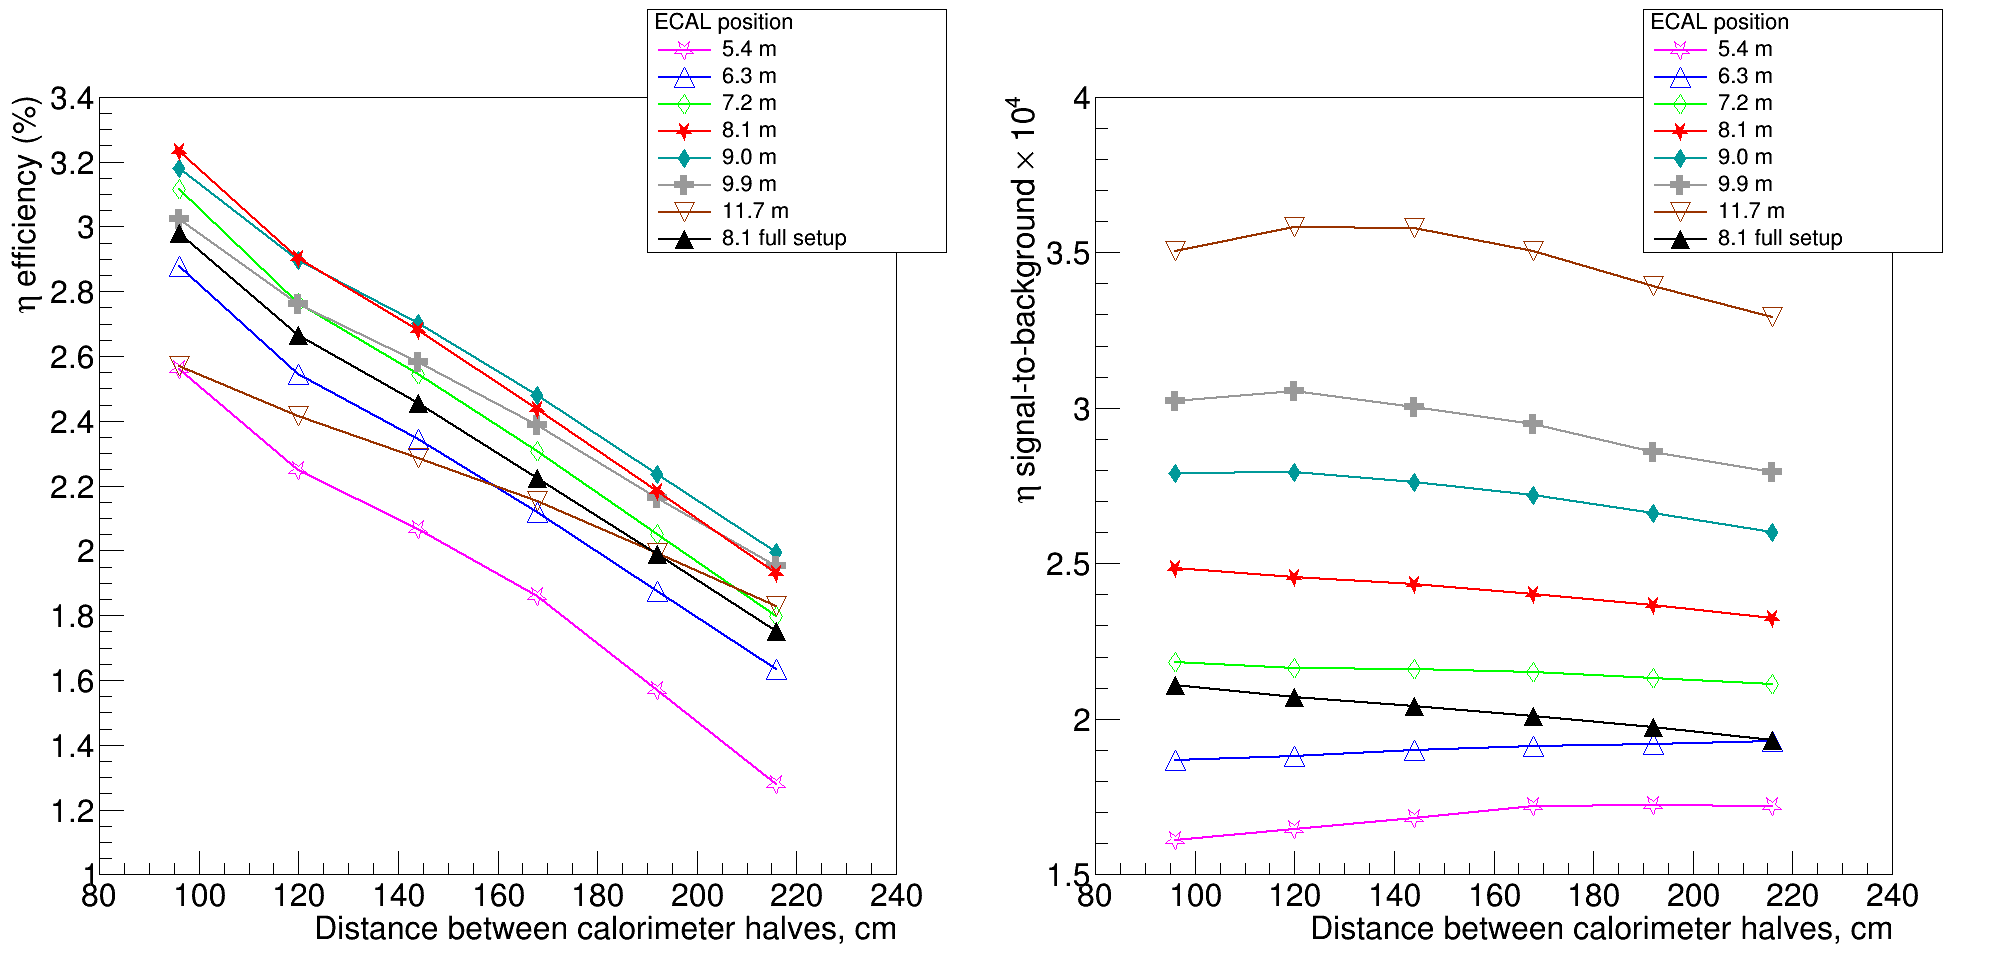 ECAL position
5.4 m
6.3 m
7.2 m
8.1 m
9.0 m
9.9 m
11.7 m
8.1 full setup
η efficiency (%)
3.4
3.2
3
2.8
2.6
2.4
2.2
2
1.8
1.6
1.4
1.2
1
80 100 120 140 160 180 200 220 240
Distance between calorimeter halves, cm
ECAL position
5.4 m
6.3 m
7.2 m
8.1 m
9.0 m
9.9 m
11.7 m
8.1 full setup
η signal-to-background × 10⁴
4
3.5
3
2.5
2
1.5
80 100 120 140 160 180 200 220 240
Distance between calorimeter halves, cm